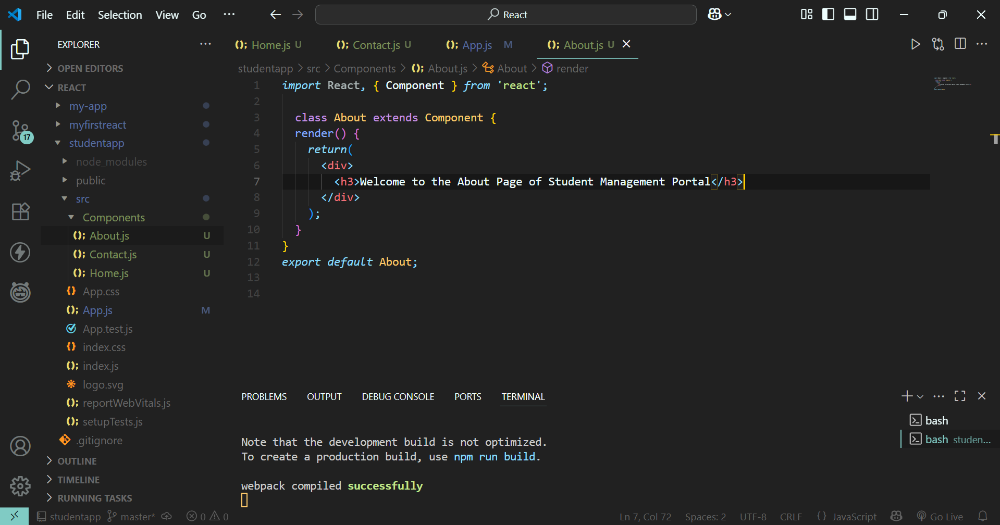 File Edit Selection View Go ··· React
EXPLORER ···
OPEN EDITORS
REACT
my-app
myfirstreact
studentapp
node_modules
public
src
Components
About.js U
Contact.js U
Home.js U
App.css
App.js M
App.test.js
index.css
index.js
logo.svg
reportWebVitals.js
setupTests.js
.gitignore
OUTLINE
TIMELINE
RUNNING TASKS
17
Home.js U Contact.js U App.js M About.js U
studentapp > src > Components > About.js > About > render
1 import React, { Component } from 'react';
2
3 class About extends Component {
4 render() {
5 return(
6 <div>
7 <h3>Welcome to the About Page of Student Management Portal</h3>
8 </div>
9 );
10 }
11 }
12 export default About;
13
14
PROBLEMS OUTPUT DEBUG CONSOLE PORTS TERMINAL
Note that the development build is not optimized.
To create a production build, use npm run build.
webpack compiled successfully
bash
bash studen...
studentapp master* 0 0 Ln 7, Col 72 Spaces: 2 UTF-8 CRLF {} JavaScript Go Live